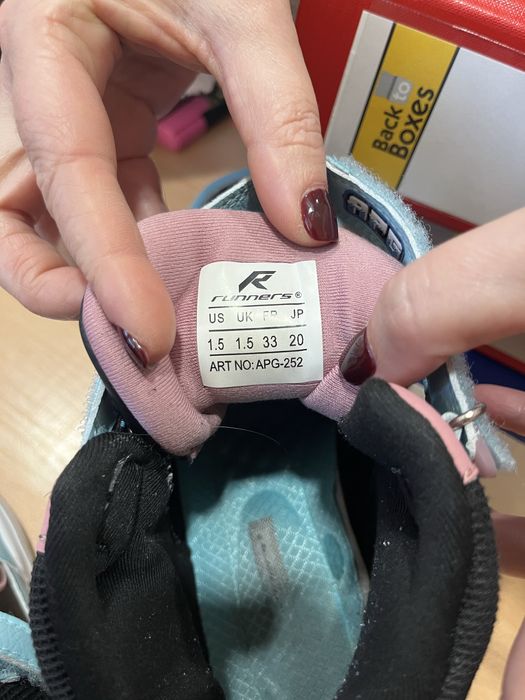 Back to
Boxes
runners®
US UK FR JP
1.5 1.5 33 20
ART NO: APG-252